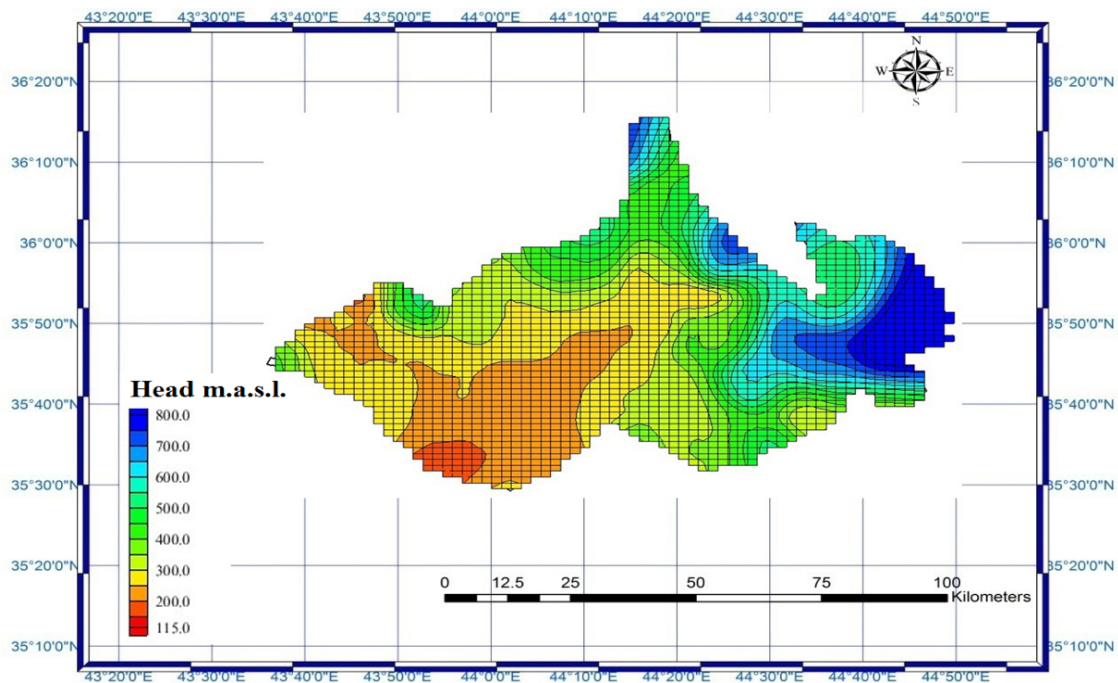 43°20'0"E 43°30'0"E 43°40'0"E 43°50'0"E 44°0'0"E 44°10'0"E 44°20'0"E 44°30'0"E 44°40'0"E 44°50'0"E
N
W E
S
36°20'0"N 36°20'0"N
36°10'0"N 36°10'0"N
36°0'0"N 36°0'0"N
35°50'0"N 35°50'0"N
35°40'0"N 35°40'0"N
35°30'0"N 35°30'0"N
35°20'0"N 35°20'0"N
35°10'0"N 35°10'0"N
Head m.a.s.l.
800.0
700.0
600.0
500.0
400.0
300.0
200.0
115.0
0 12.5 25 50 75 100
Kilometers
43°20'0"E 43°30'0"E 43°40'0"E 43°50'0"E 44°0'0"E 44°10'0"E 44°20'0"E 44°30'0"E 44°40'0"E 44°50'0"E